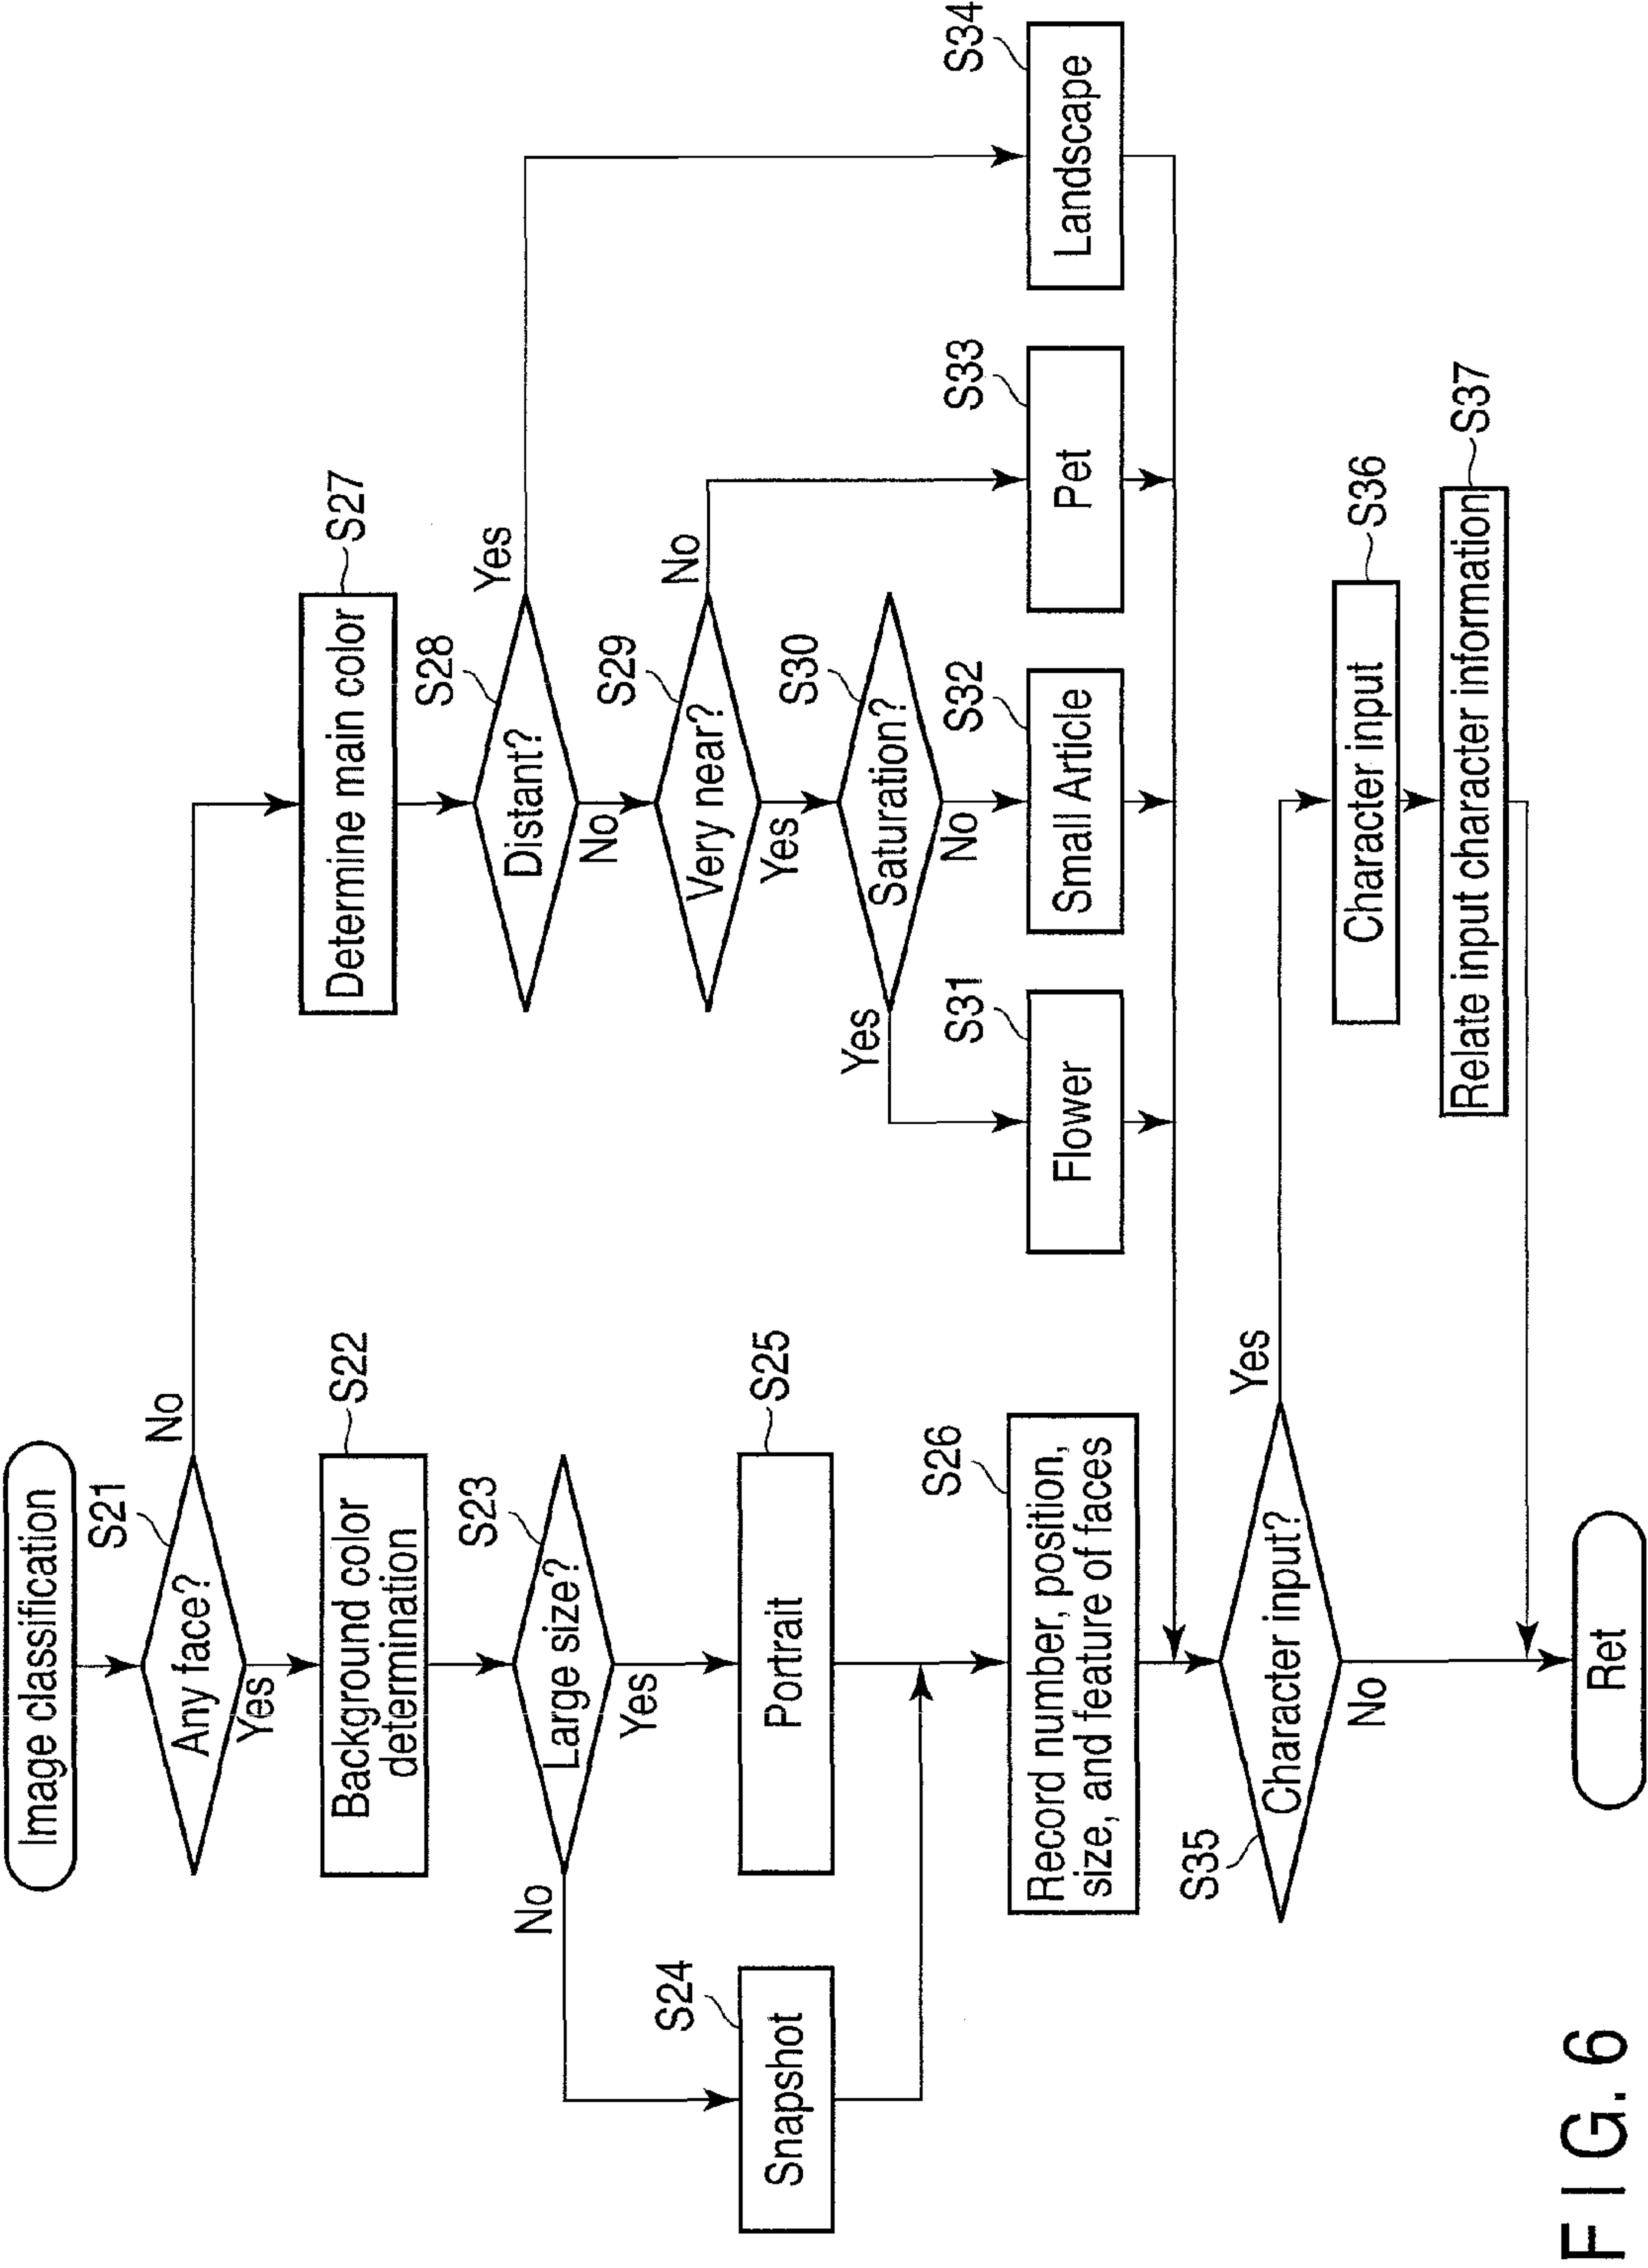 Image classification
S21
Any face?
No
Yes
S22
Background color
determination
S23
Large size?
No
Yes
S24
Snapshot
S25
Portrait
S26
Record number, position,
size, and feature of faces
S27
Determine main color
S28
Distant?
Yes
No
S29
Very near?
No
Yes
S30
Saturation?
Yes
No
S31
Flower
S32
Small Article
S33
Pet
S34
Landscape
S35
Character input?
Yes
No
S36
Character input
S37
Relate input character information
Ret
FIG. 6